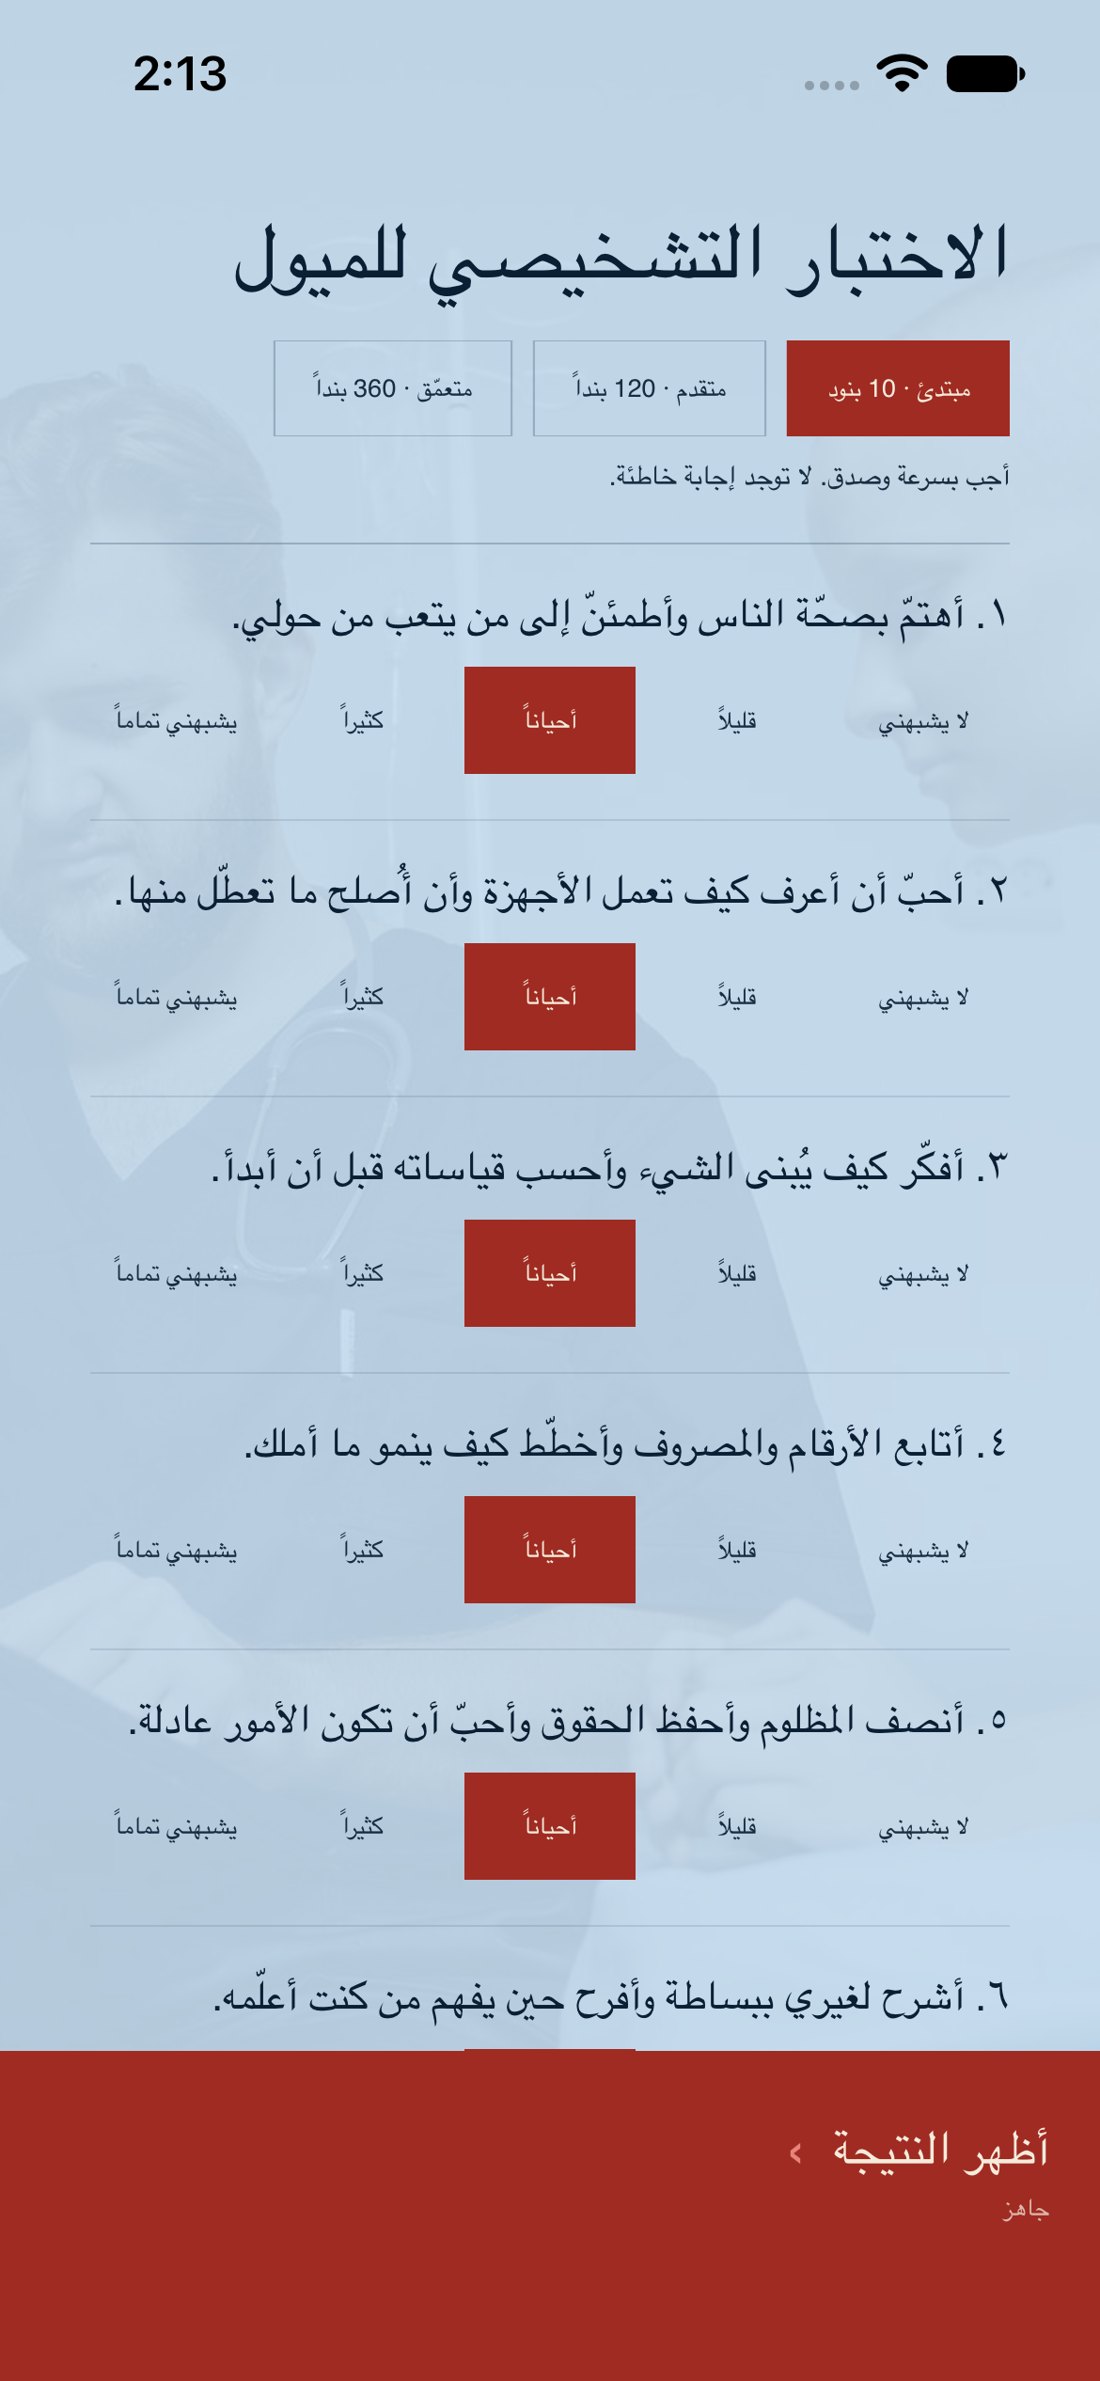 2:13
الاختبار التشخيصي للميول
مبتدئ · 10 بنود
متقدم · 120 بنداً
متعمّق · 360 بنداً
أجب بسرعة وصدق. لا توجد إجابة خاطئة.
١. أهتمّ بصحّة الناس وأطمئنّ إلى من يتعب من حولي.
لا يشبهني قليلاً أحياناً كثيراً يشبهني تماماً
٢. أحبّ أن أعرف كيف تعمل الأجهزة وأن أُصلح ما تعطّل منها.
لا يشبهني قليلاً أحياناً كثيراً يشبهني تماماً
٣. أفكّر كيف يُبنى الشيء وأحسب قياساته قبل أن أبدأ.
لا يشبهني قليلاً أحياناً كثيراً يشبهني تماماً
٤. أتابع الأرقام والمصروف وأخطّط كيف ينمو ما أملك.
لا يشبهني قليلاً أحياناً كثيراً يشبهني تماماً
٥. أنصف المظلوم وأحفظ الحقوق وأحبّ أن تكون الأمور عادلة.
لا يشبهني قليلاً أحياناً كثيراً يشبهني تماماً
٦. أشرح لغيري ببساطة وأفرح حين يفهم من كنت أعلّمه.
أظهر النتيجة ›
جاهز